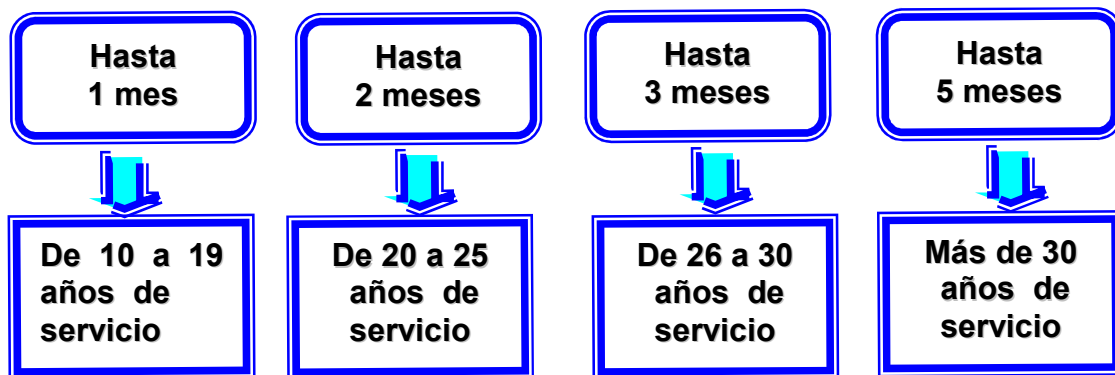 Hasta
1 mes
Hasta
2 meses
Hasta
3 meses
Hasta
5 meses
De 10 a 19
años de
servicio
De 20 a 25
años de
servicio
De 26 a 30
años de
servicio
Más de 30
años de
servicio